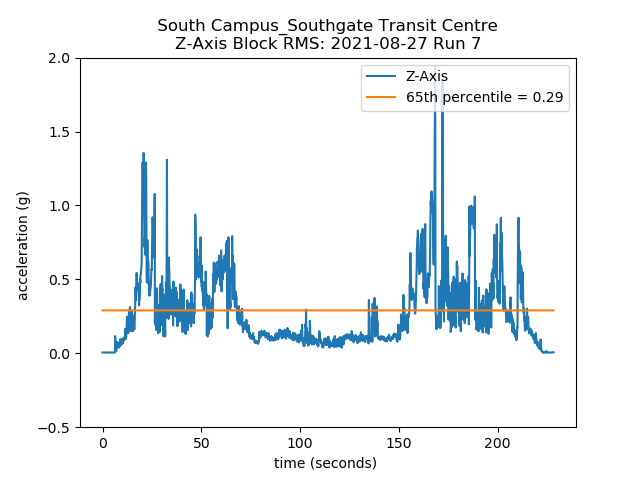 South Campus_Southgate Transit Centre
Z-Axis Block RMS: 2021-08-27 Run 7
Z-Axis
65th percentile = 0.29
acceleration (g)
2.0
1.5
1.0
0.5
0.0
−0.5
0
50
100
150
200
time (seconds)